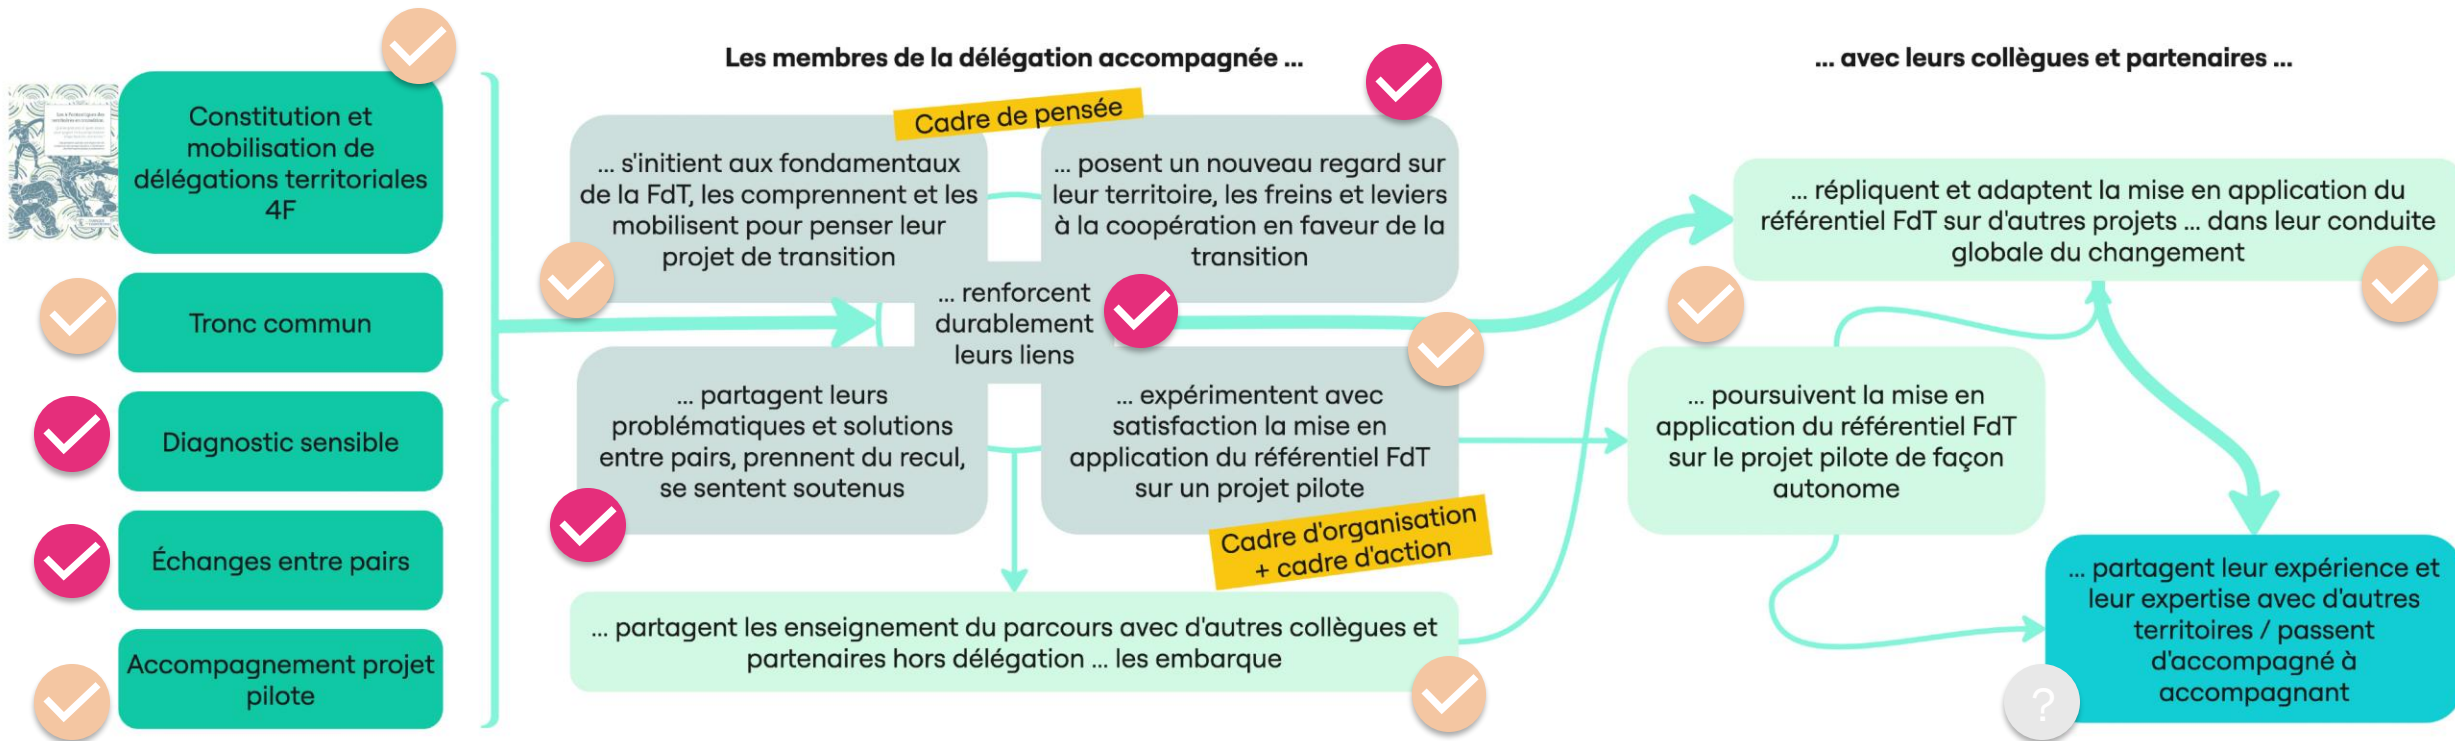 Les membres de la délégation accompagnée ...
... avec leurs collègues et partenaires ...
Constitution et
mobilisation de
délégations territoriales
4F
Tronc commun
Diagnostic sensible
Échanges entre pairs
Accompagnement projet
pilote
Cadre de pensée
... s'initient aux fondamentaux
de la FdT, les comprennent et les
mobilisent pour penser leur
projet de transition
... posent un nouveau regard sur
leur territoire, les freins et leviers
à la coopération en faveur de la
transition
... renforcent
durablement
leurs liens
... partagent leurs
problématiques et solutions
entre pairs, prennent du recul,
se sentent soutenus
... expérimentent avec
satisfaction la mise en
application du référentiel FdT
sur un projet pilote
Cadre d'organisation
+ cadre d'action
... partagent les enseignement du parcours avec d'autres collègues et
partenaires hors délégation ... les embarque
... répliquent et adaptent la mise en application du
référentiel FdT sur d'autres projets ... dans leur conduite
globale du changement
... poursuivent la mise en
application du référentiel FdT
sur le projet pilote de façon
autonome
... partagent leur expérience et
leur expertise avec d'autres
territoires / passent
d'accompagné à
accompagnant
?